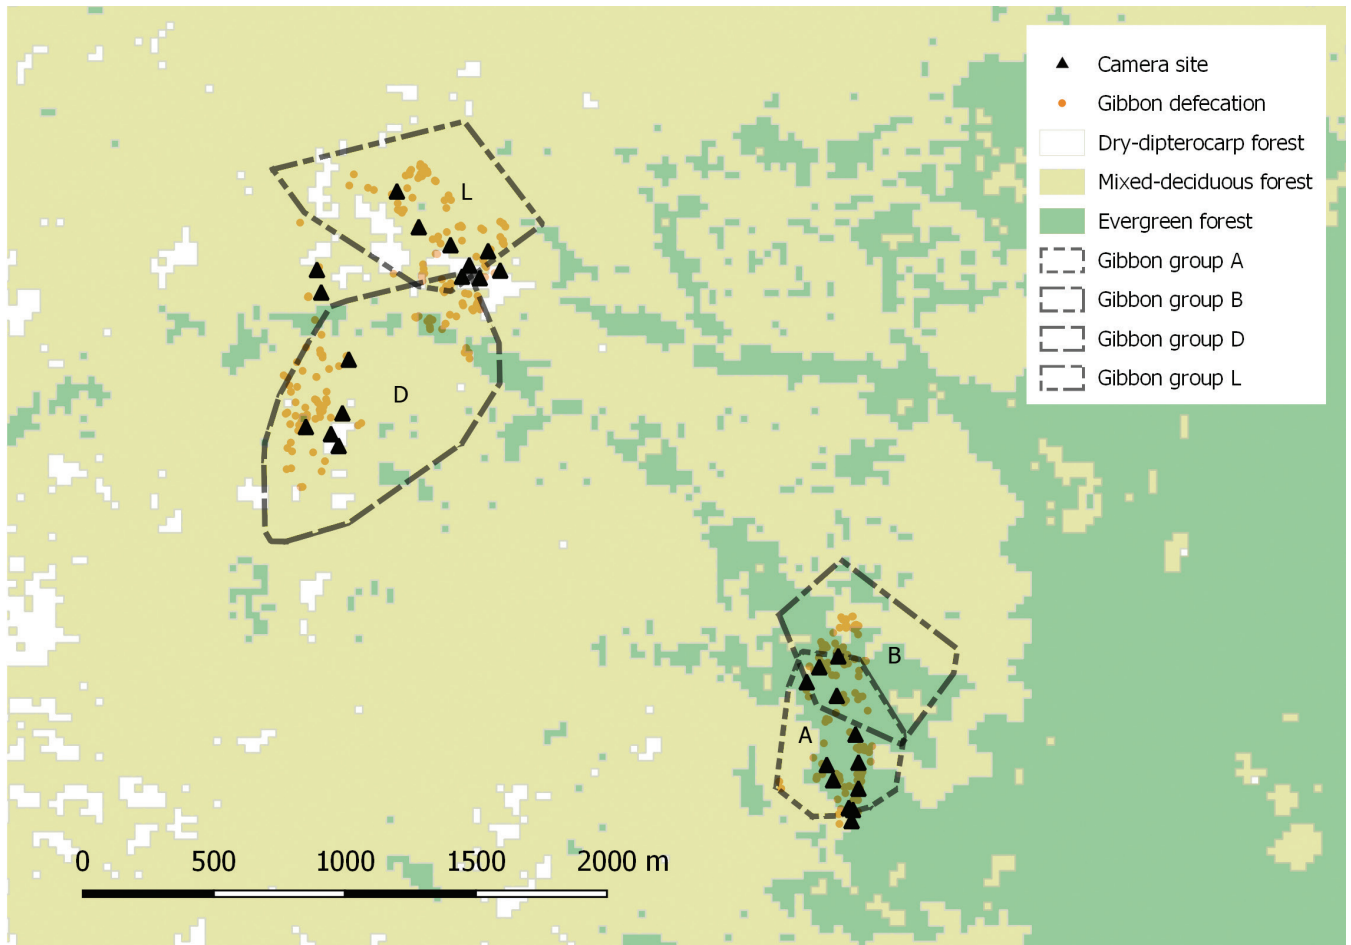 Camera site
Gibbon defecation
Dry-dipterocarp forest
Mixed-deciduous forest
Evergreen forest
Gibbon group A
Gibbon group B
Gibbon group D
Gibbon group L
L
D
B
A
0 500 1000 1500 2000 m